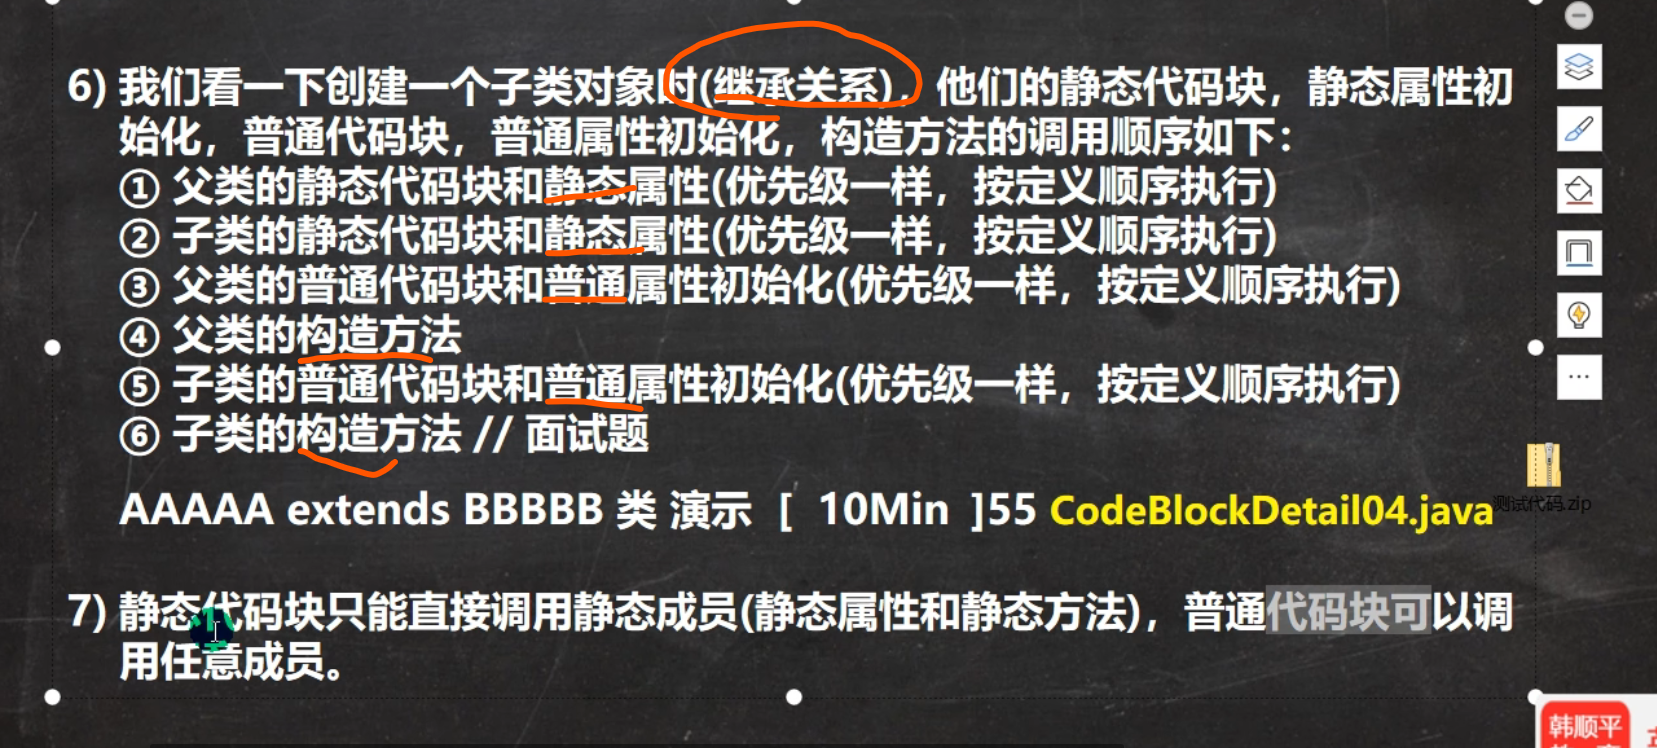 6) 我们看一下创建一个子类对象时(继承关系)，他们的静态代码块，静态属性初
始化，普通代码块，普通属性初始化，构造方法的调用顺序如下：
① 父类的静态代码块和静态属性(优先级一样，按定义顺序执行)
② 子类的静态代码块和静态属性(优先级一样，按定义顺序执行)
③ 父类的普通代码块和普通属性初始化(优先级一样，按定义顺序执行)
④ 父类的构造方法
⑤ 子类的普通代码块和普通属性初始化(优先级一样，按定义顺序执行)
⑥ 子类的构造方法 // 面试题
AAAAA extends BBBBB 类 演示 [ 10Min ]55 CodeBlockDetail04.java
测试代码.zip
7) 静态代码块只能直接调用静态成员(静态属性和静态方法)，普通代码块可以调
用任意成员。
韩顺平